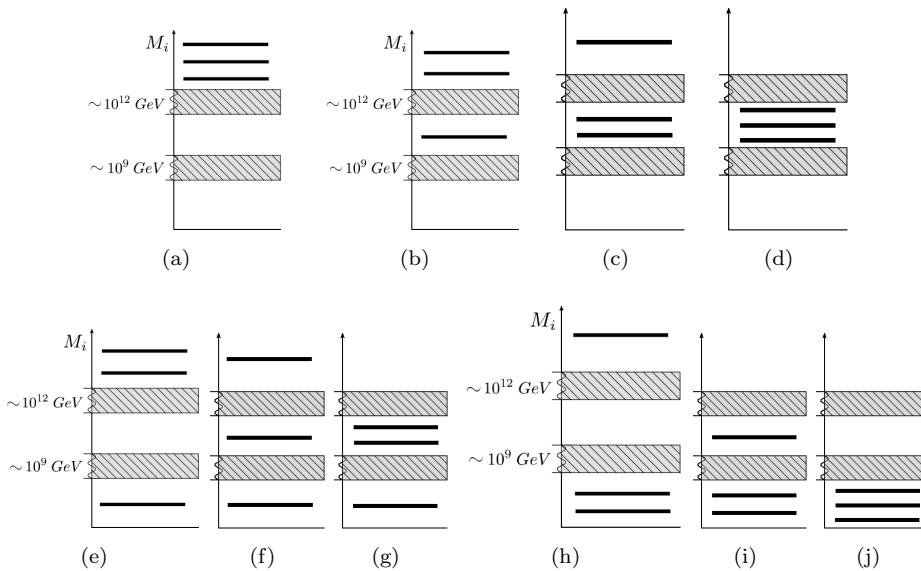 M_i
~10^12 GeV
~10^9 GeV
(a)
M_i
~10^12 GeV
~10^9 GeV
(b)
(c)
(d)
M_i
~10^12 GeV
~10^9 GeV
(e)
(f)
(g)
M_i
~10^12 GeV
~10^9 GeV
(h)
(i)
(j)